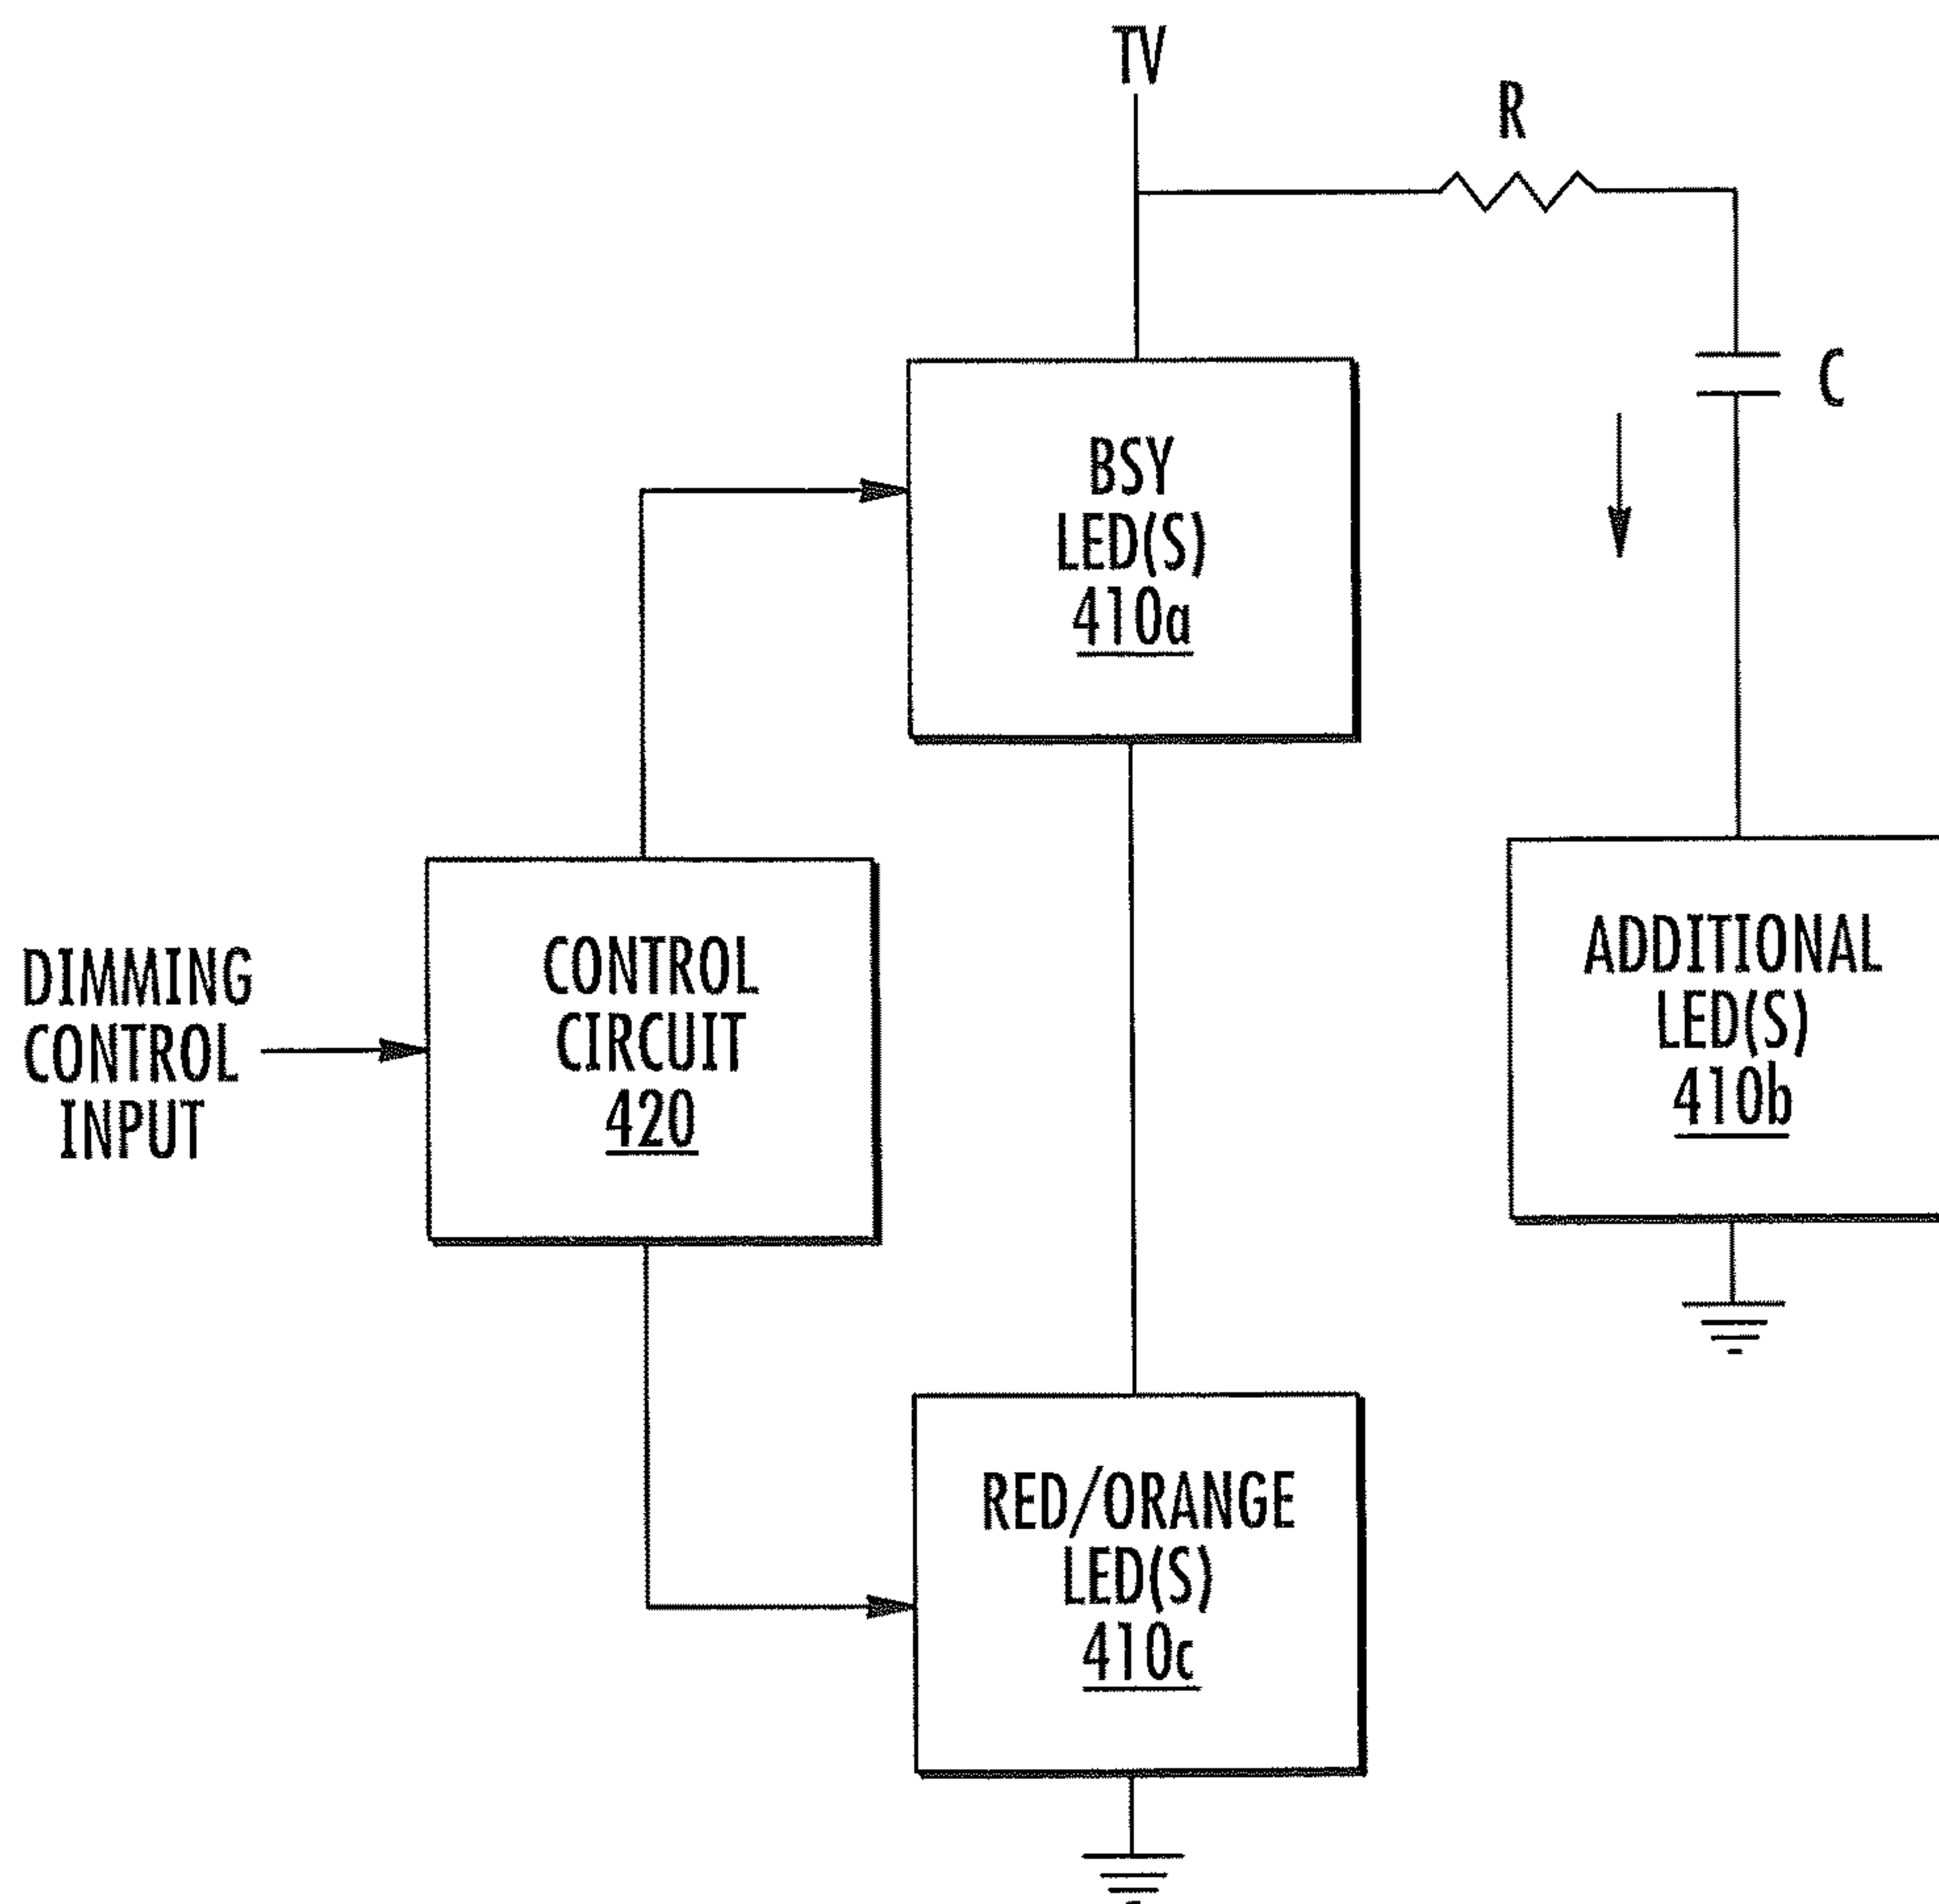 TV
R
C
BSY
LED(S)
410a
DIMMING
CONTROL
INPUT
CONTROL
CIRCUIT
420
ADDITIONAL
LED(S)
410b
RED/ORANGE
LED(S)
410c